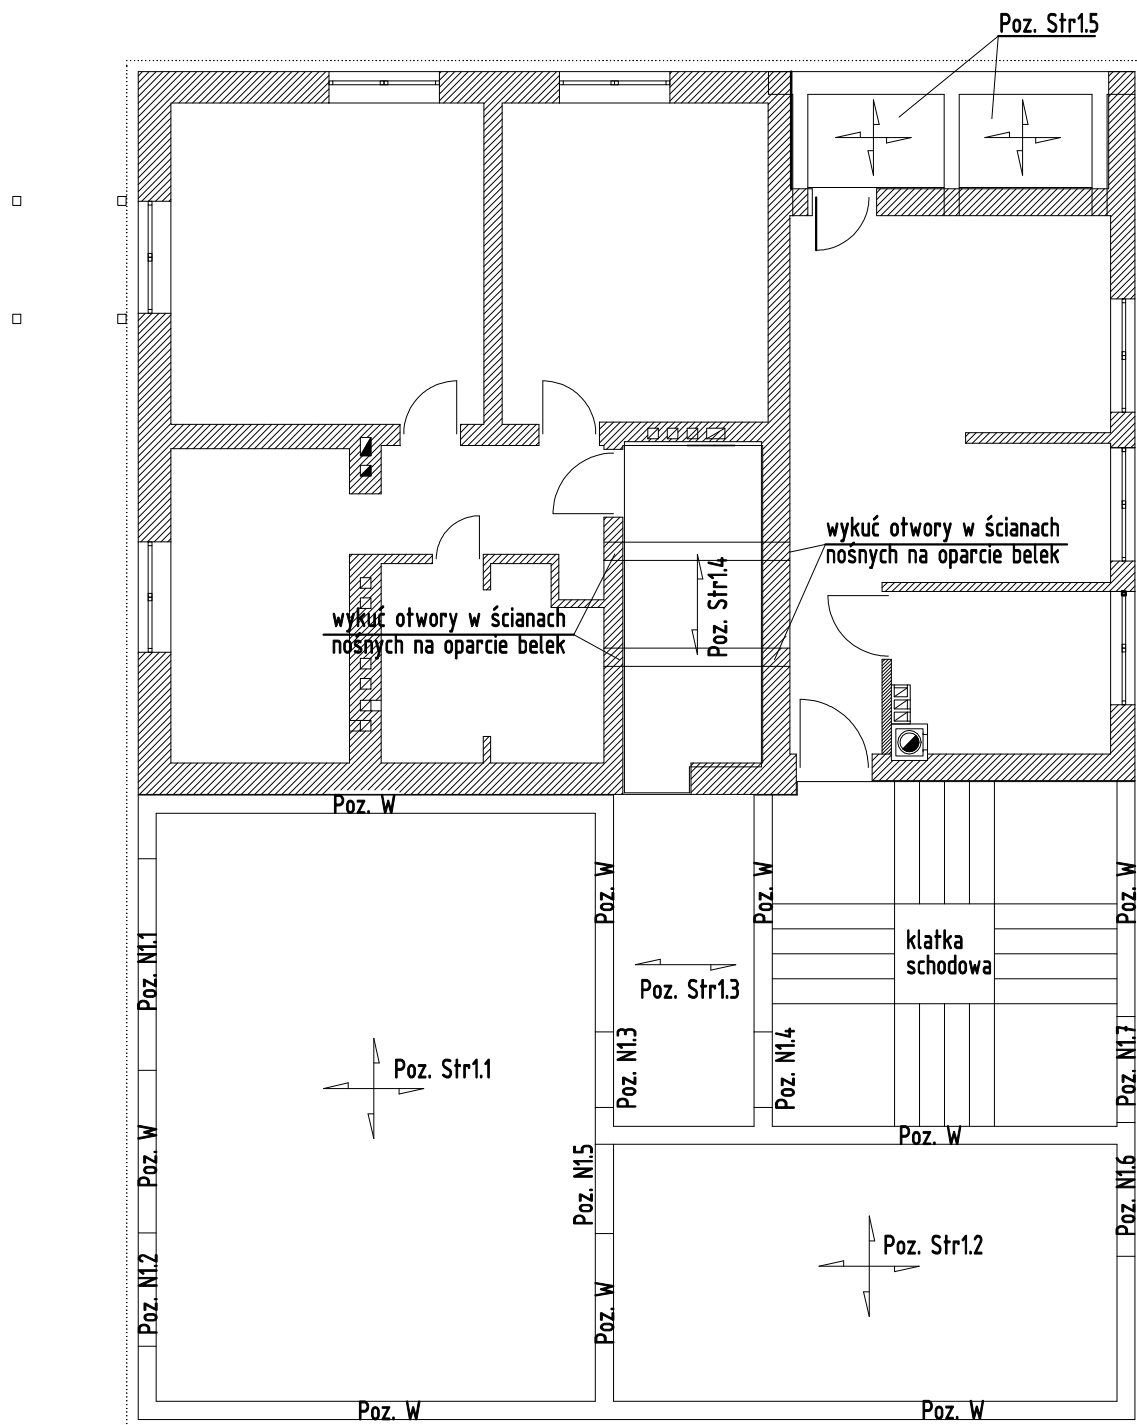 Poz. Str1.5
wykuć otwory w ścianach
nośnych na oparcie belek
Poz. Str1.4
wykuć otwory w ścianach
nośnych na oparcie belek
Poz. W
Poz. W
Poz. W
Poz. W
Poz. N1.1
klatka
schodowa
Poz. Str1.3
Poz. N1.3
Poz. N1.4
Poz. N1.7
Poz. Str1.1
Poz. W
Poz. W
Poz. N1.5
Poz. N1.6
Poz. Str1.2
Poz. N1.2
Poz. W
Poz. W
Poz. W